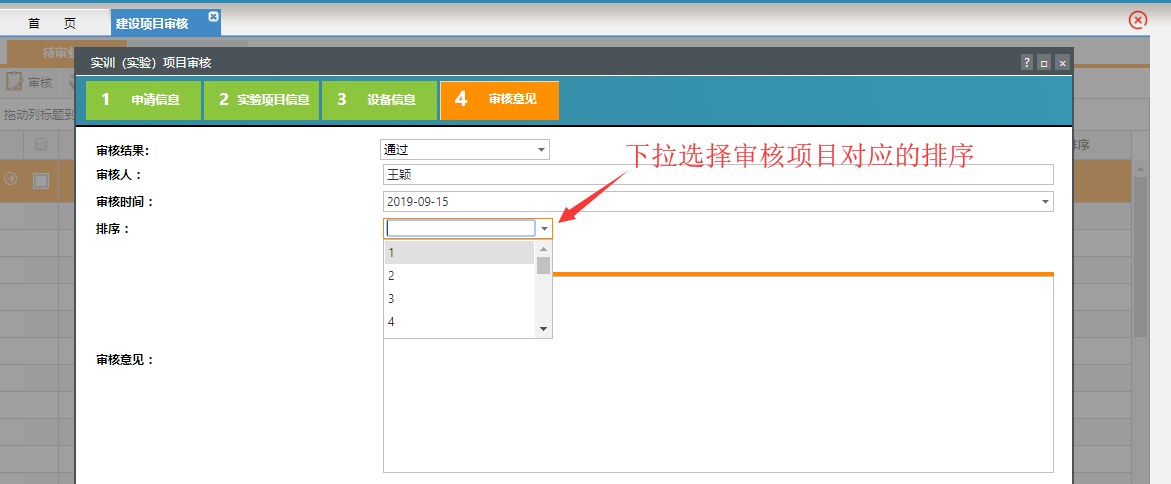 首 页
建设项目审核
待审
实训（实验）项目审核
?
审核
1 申请信息
2 实验项目信息
3 设备信息
4 审核意见
拖动列标题到
审核结果:
通过
下拉选择审核项目对应的排序
排序
审核人：
王颖
审核时间：
2019-09-15
排序：
1
2
3
4
审核意见：